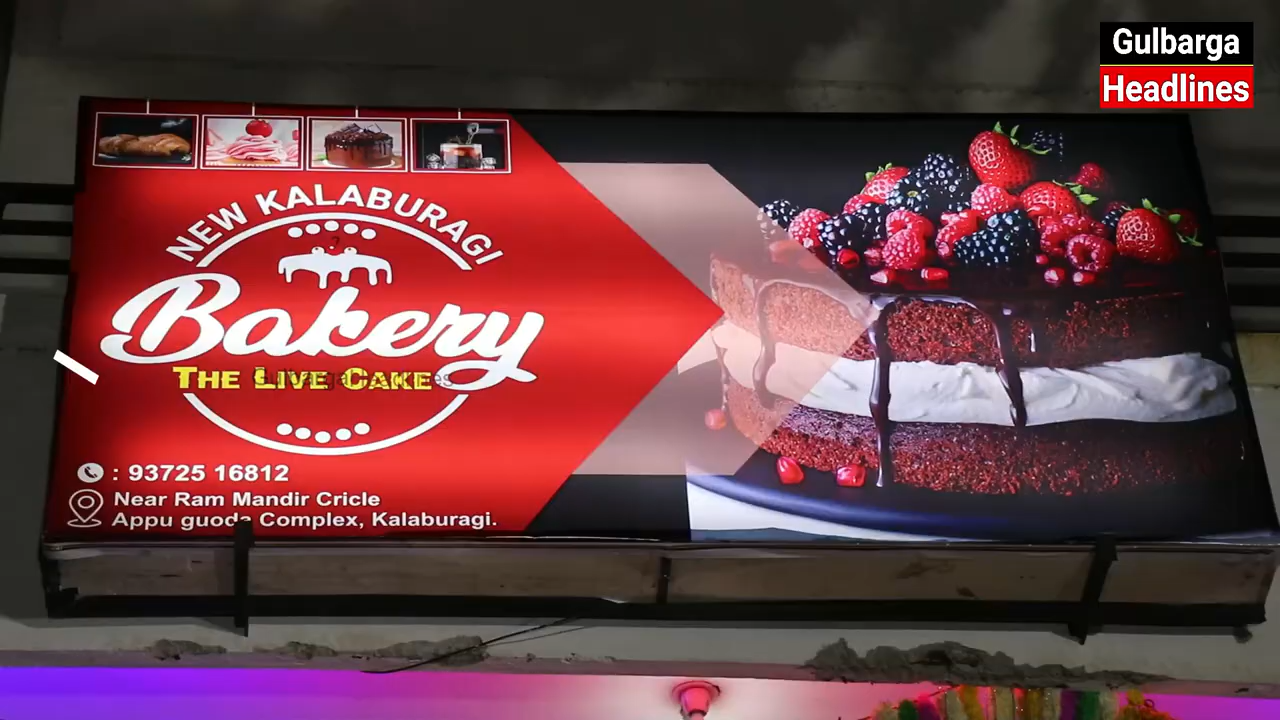 Gulbarga
Headlines
NEW KALABURAGI
Bakery
THE LIVE CAKE
: 93725 16812
Near Ram Mandir Cricle
Appu guoda Complex, Kalaburagi.